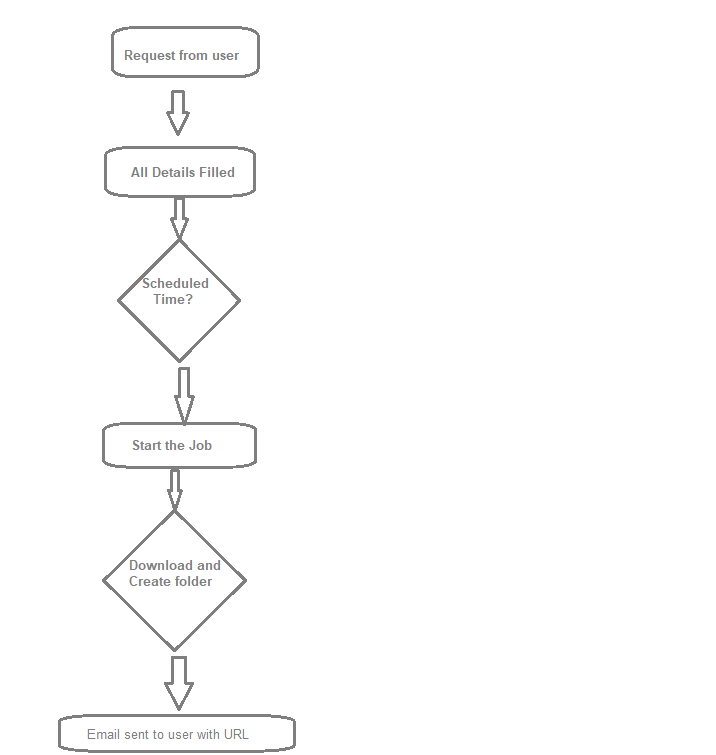 Request from user
All Details Filled
Scheduled
Time?
Start the Job
Download and
Create folder
Email sent to user with URL